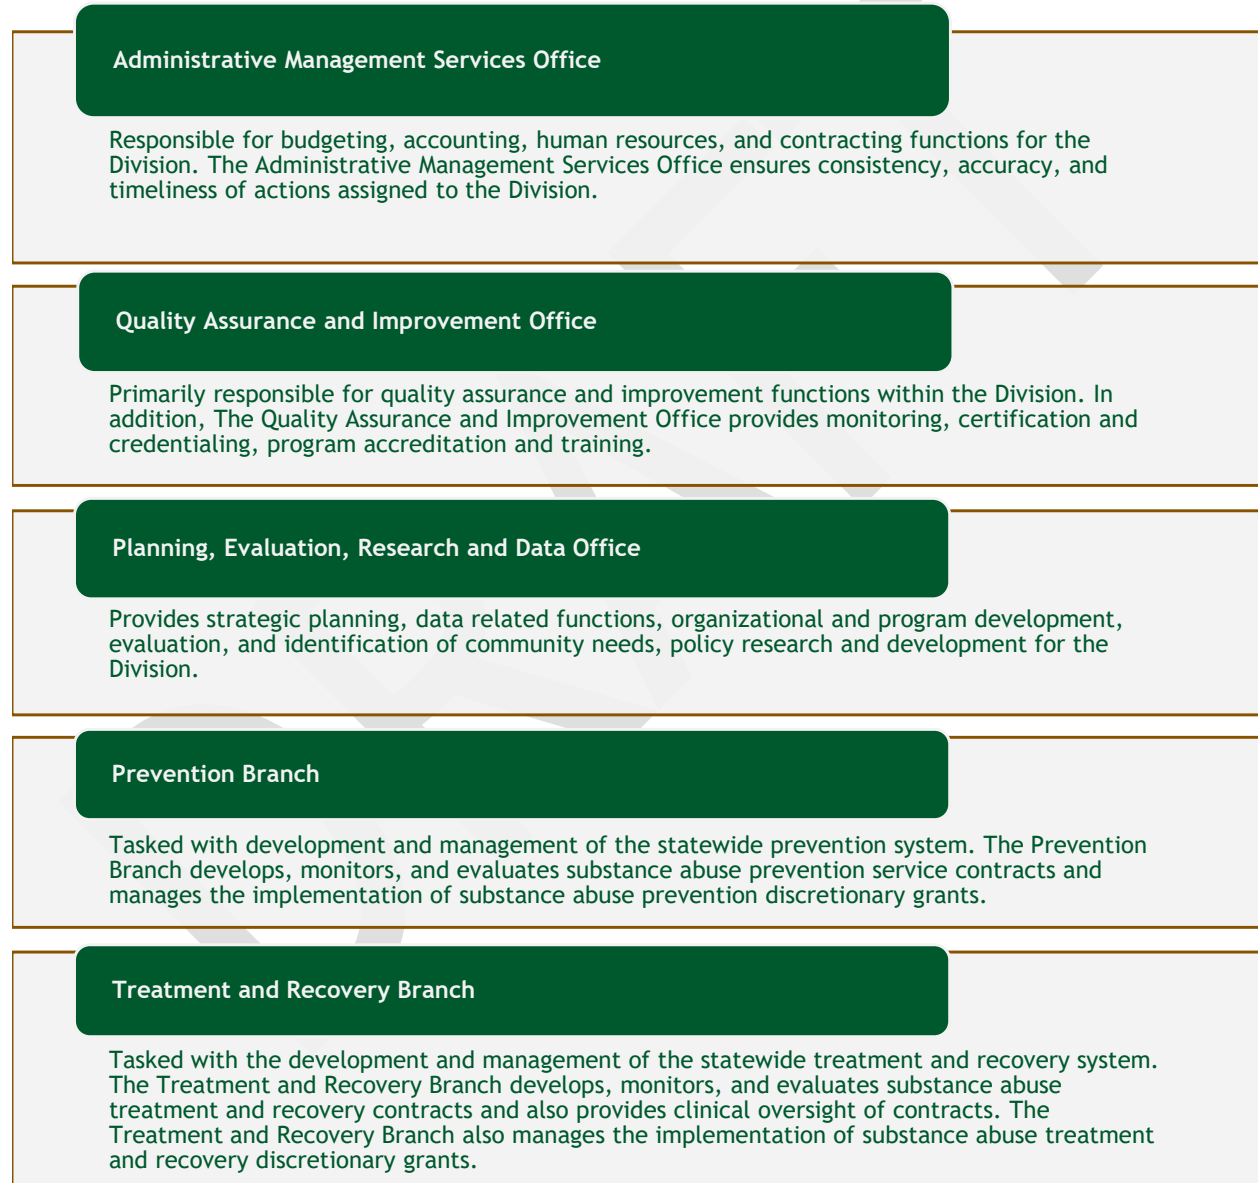 Administrative Management Services Office
Responsible for budgeting, accounting, human resources, and contracting functions for the
Division. The Administrative Management Services Office ensures consistency, accuracy, and
timeliness of actions assigned to the Division.
Quality Assurance and Improvement Office
Primarily responsible for quality assurance and improvement functions within the Division. In
addition, The Quality Assurance and Improvement Office provides monitoring, certification and
credentialing, program accreditation and training.
Planning, Evaluation, Research and Data Office
Provides strategic planning, data related functions, organizational and program development,
evaluation, and identification of community needs, policy research and development for the
Division.
Prevention Branch
Tasked with development and management of the statewide prevention system. The Prevention
Branch develops, monitors, and evaluates substance abuse prevention service contracts and
manages the implementation of substance abuse prevention discretionary grants.
Treatment and Recovery Branch
Tasked with the development and management of the statewide treatment and recovery system.
The Treatment and Recovery Branch develops, monitors, and evaluates substance abuse
treatment and recovery contracts and also provides clinical oversight of contracts. The
Treatment and Recovery Branch also manages the implementation of substance abuse treatment
and recovery discretionary grants.